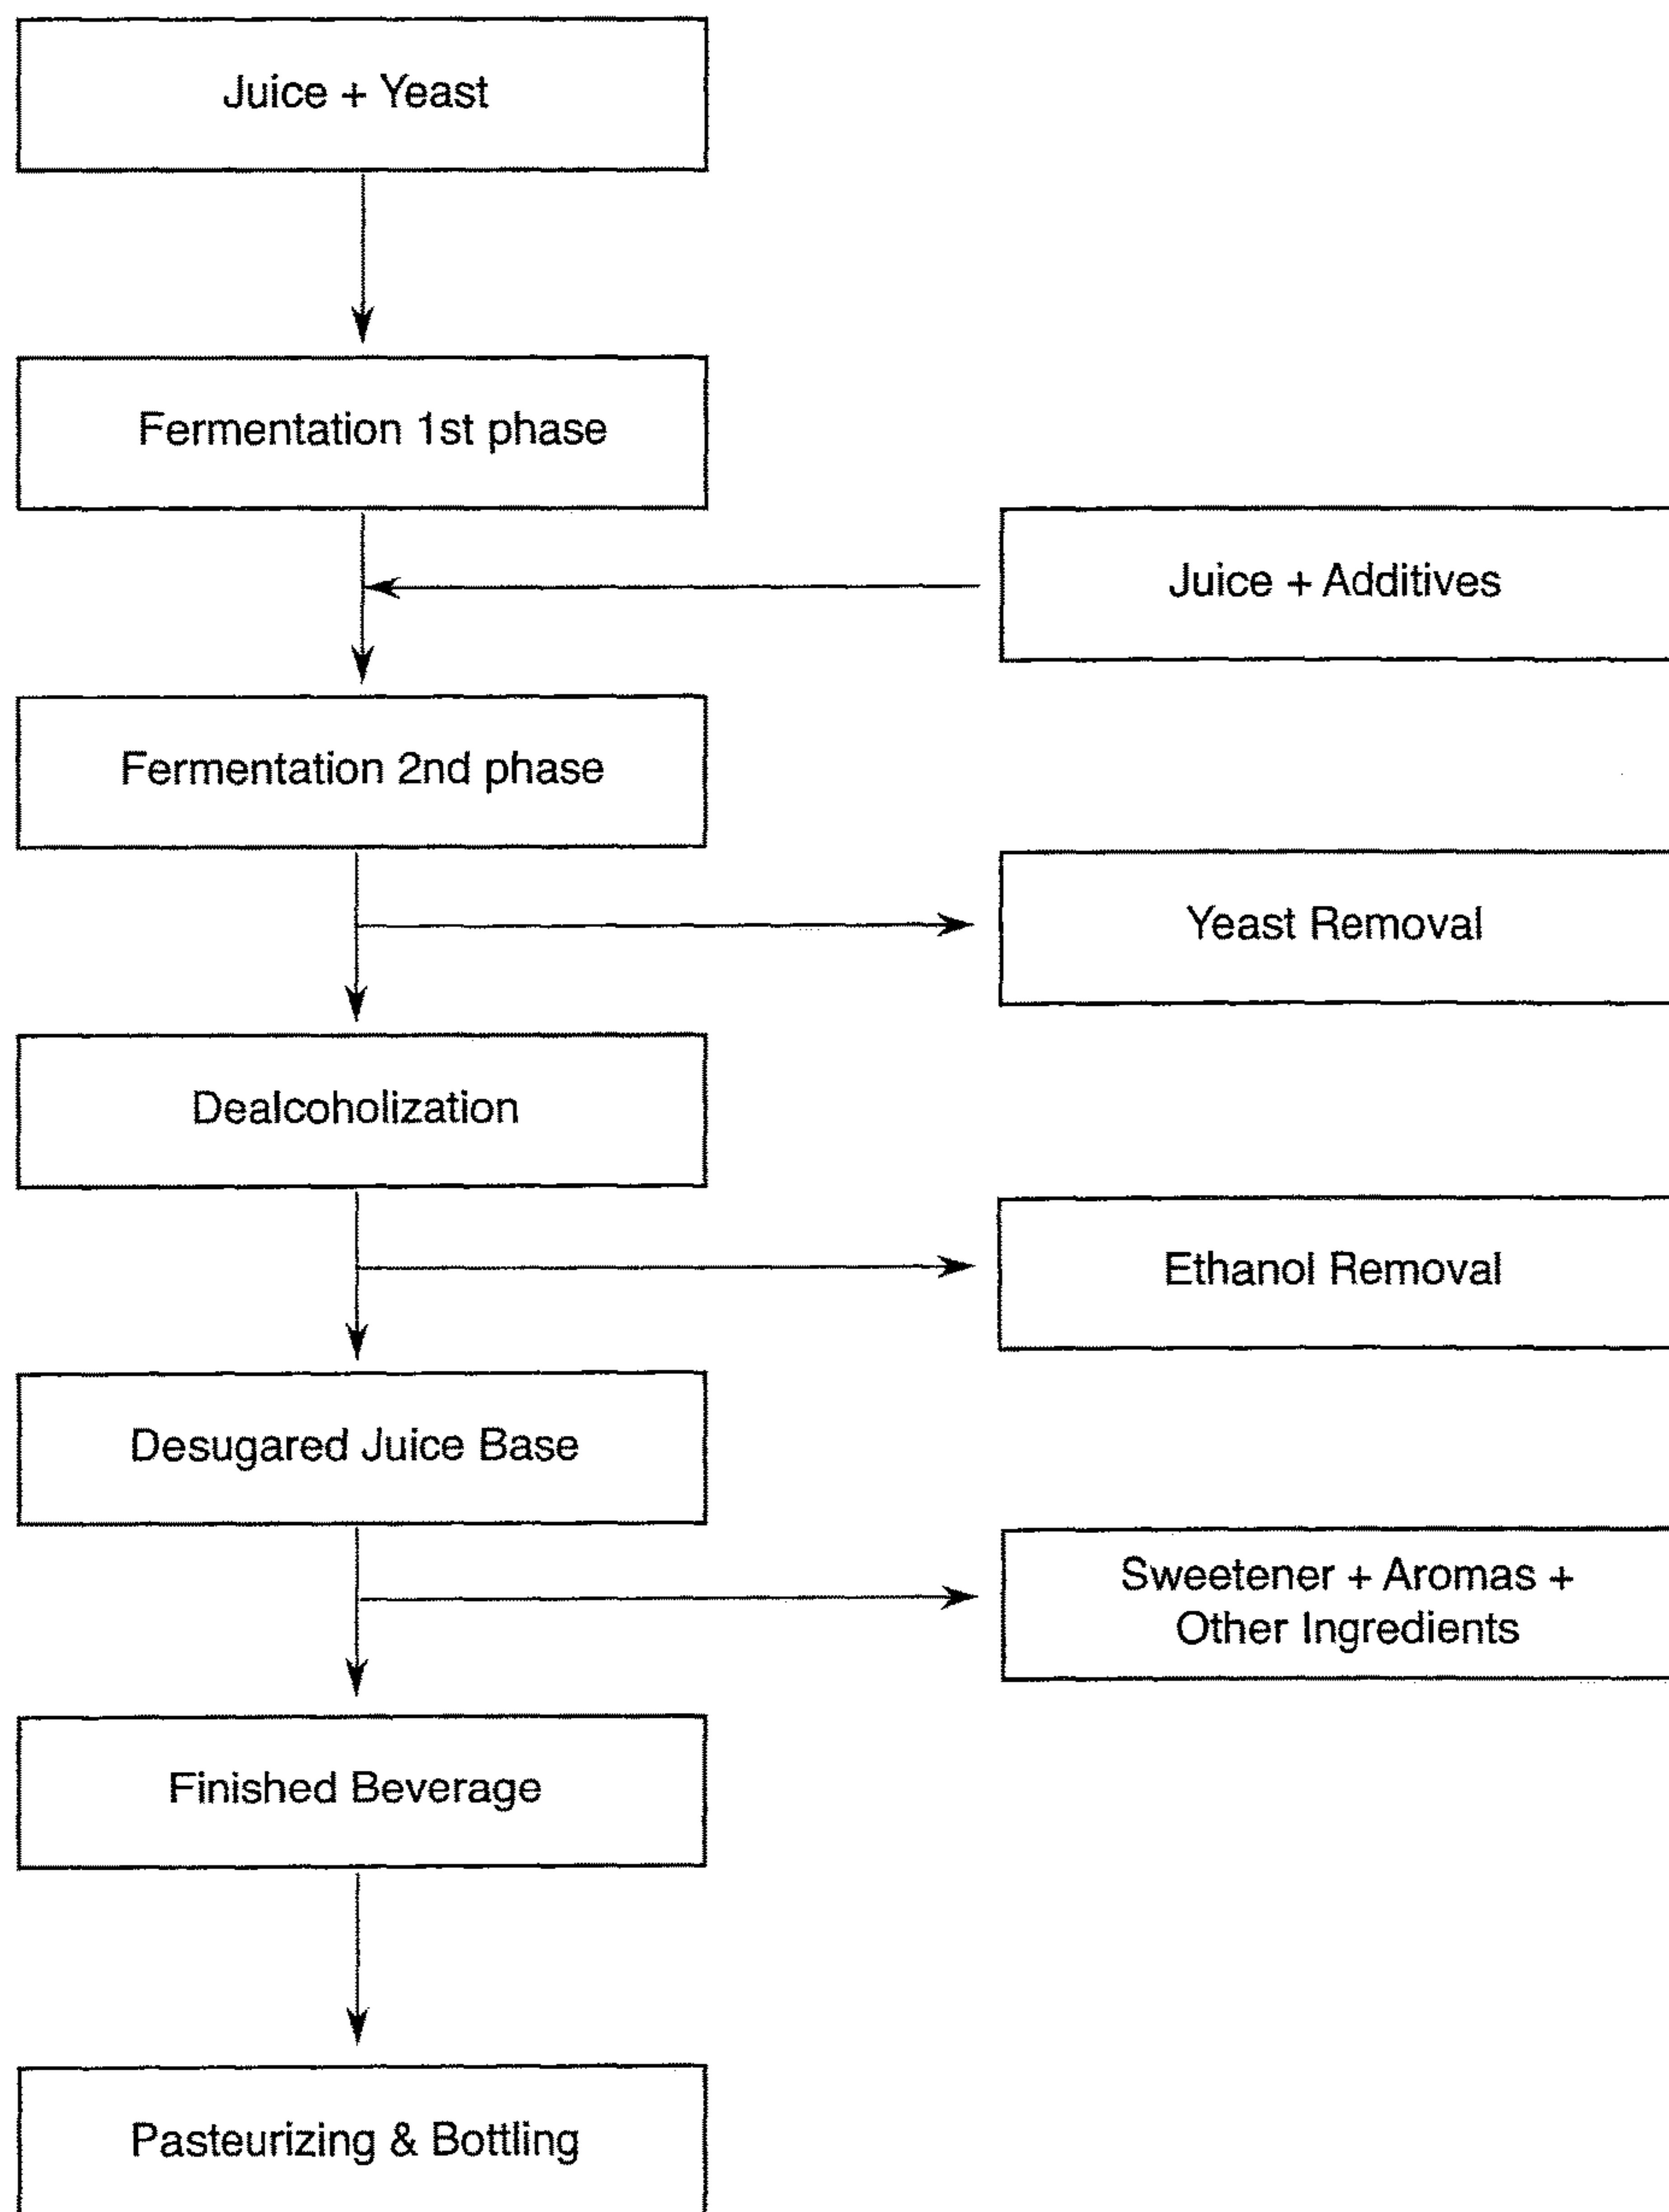 Juice + Yeast
Fermentation 1st phase
Juice + Additives
Fermentation 2nd phase
Yeast Removal
Dealcoholization
Ethanol Removal
Desugared Juice Base
Sweetener + Aromas +
Other Ingredients
Finished Beverage
Pasteurizing & Bottling